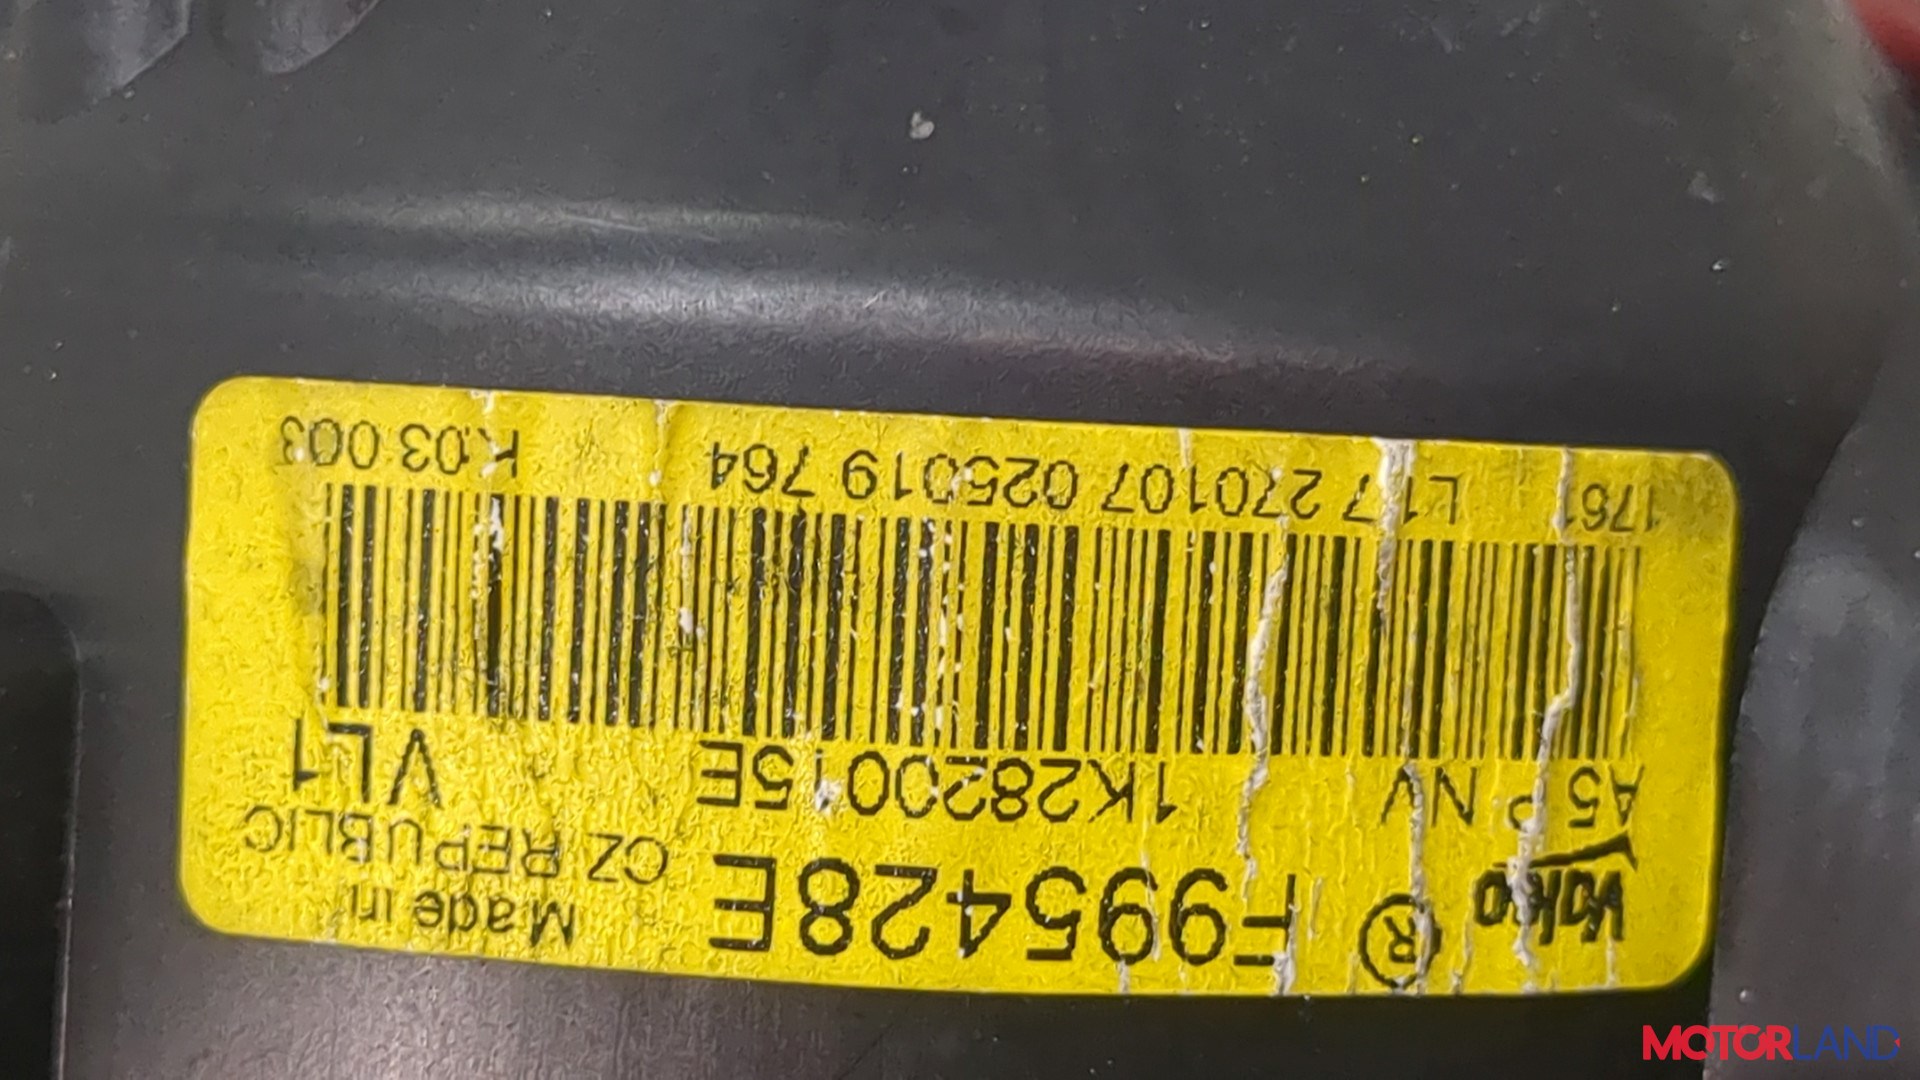 Valeo ® F995428E Made in
CZ REPUBLIC
A5 P NV 1K2820015E VL1
1761 L17 270107 025019 764 K.03 003
MOTORLAND